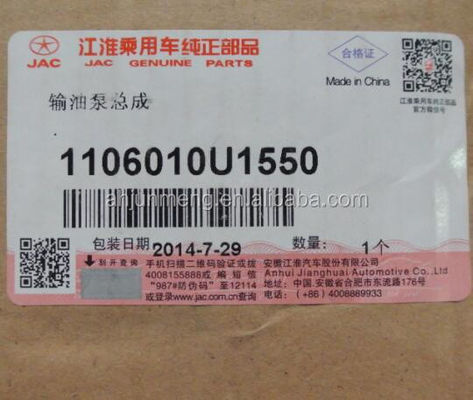 JAC
江淮乘用车纯正部品
JAC GENUINE PARTS
合格证
Made in China
江淮乘用车纯正部品
官方微信号
输油泵总成
1106010U1550
ahjunmeng.en.alibaba.com
包装日期 2014-7-29 数量: 1个
刮开查询
手机扫描二维码验证或拨
4008155888或编短信
"987#防伪码"至12114
或登录www.jac.com.cn查询
安徽江淮汽车股份有限公司
Anhui Jianghuai Automotive Co.,Ltd
地址: 中国.安徽省合肥市东流路176号
电话: (+86) 4008889933